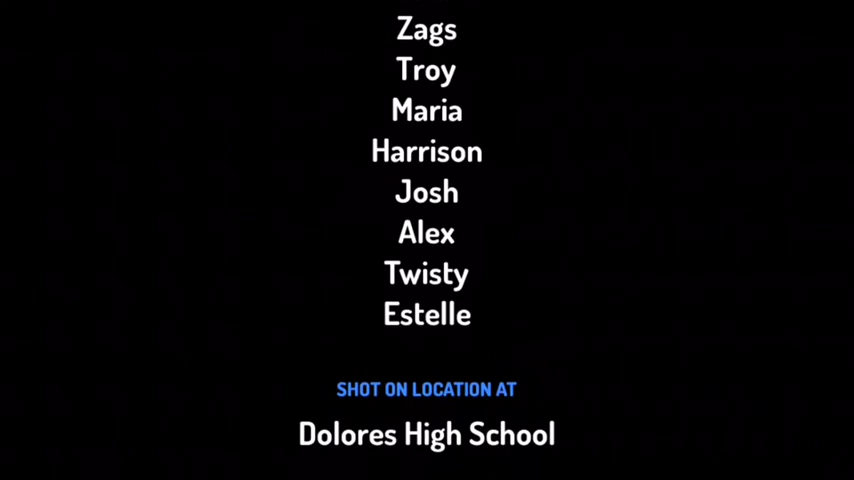 Zags
Troy
Maria
Harrison
Josh
Alex
Twisty
Estelle
SHOT ON LOCATION AT
Dolores High School